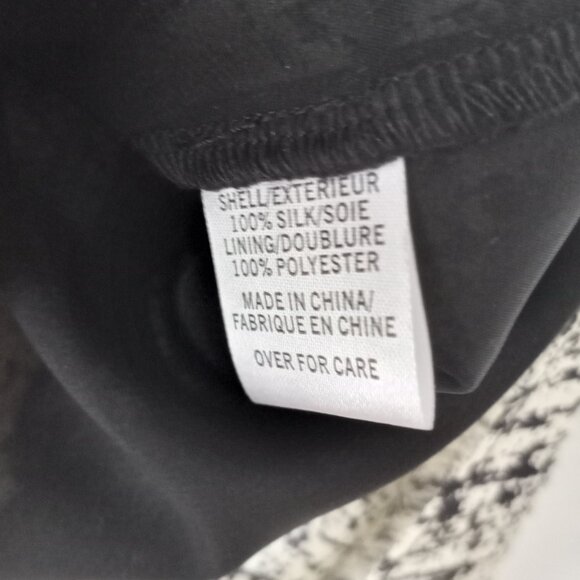 SHELL/EXTERIEUR
100% SILK/SOIE
LINING/DOUBLURE
100% POLYESTER
MADE IN CHINA/
FABRIQUE EN CHINE
OVER FOR CARE